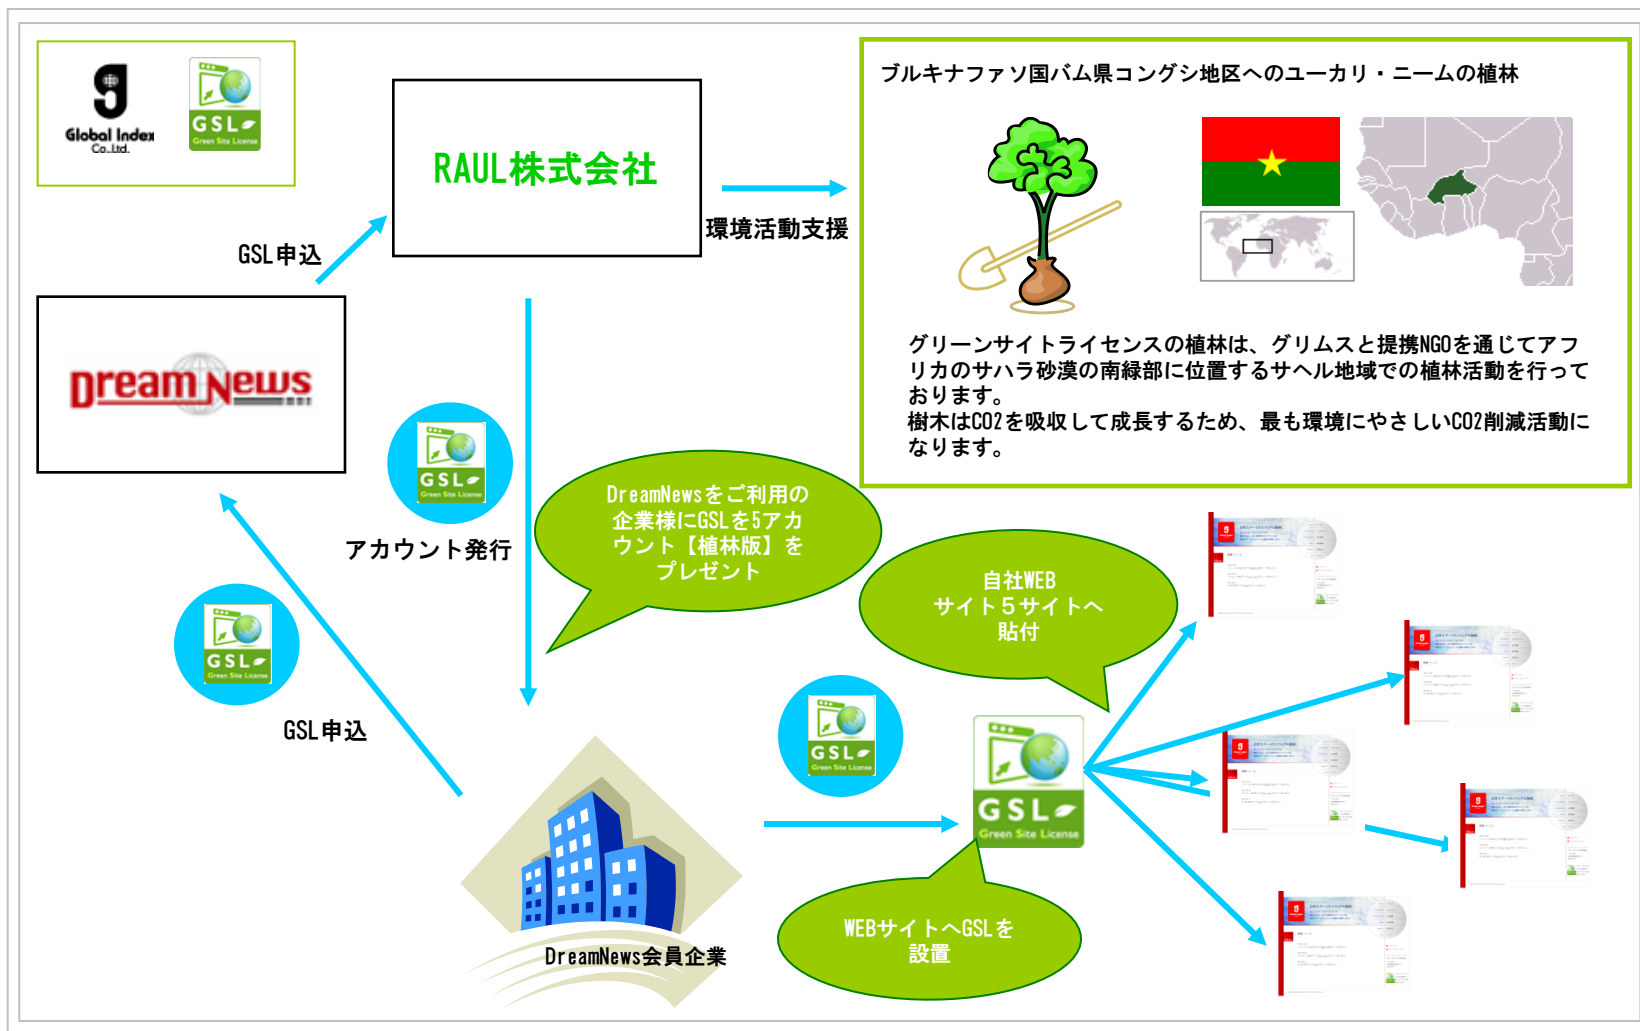 Global Index
Co.,Ltd.
GSL
Green Site License
RAUL株式会社
環境活動支援
GSL申込
Dream News
ブルキナファソ国バム県コングシ地区へのユーカリ・ニームの植林
グリーンサイトライセンスの植林は、グリムスと提携NGOを通じてアフ
リカのサハラ砂漠の南緑部に位置するサヘル地域での植林活動を行って
おります。
樹木はCO2を吸収して成長するため、最も環境にやさしいCO2削減活動に
なります。
GSL
Green Site License
アカウント発行
DreamNewsをご利用の
企業様にGSLを5アカ
ウント【植林版】を
プレゼント
自社WEB
サイト５サイトへ
貼付
GSL
Green Site License
GSL申込
GSL
Green Site License
GSL
Green Site License
WEBサイトへGSLを
設置
DreamNews会員企業